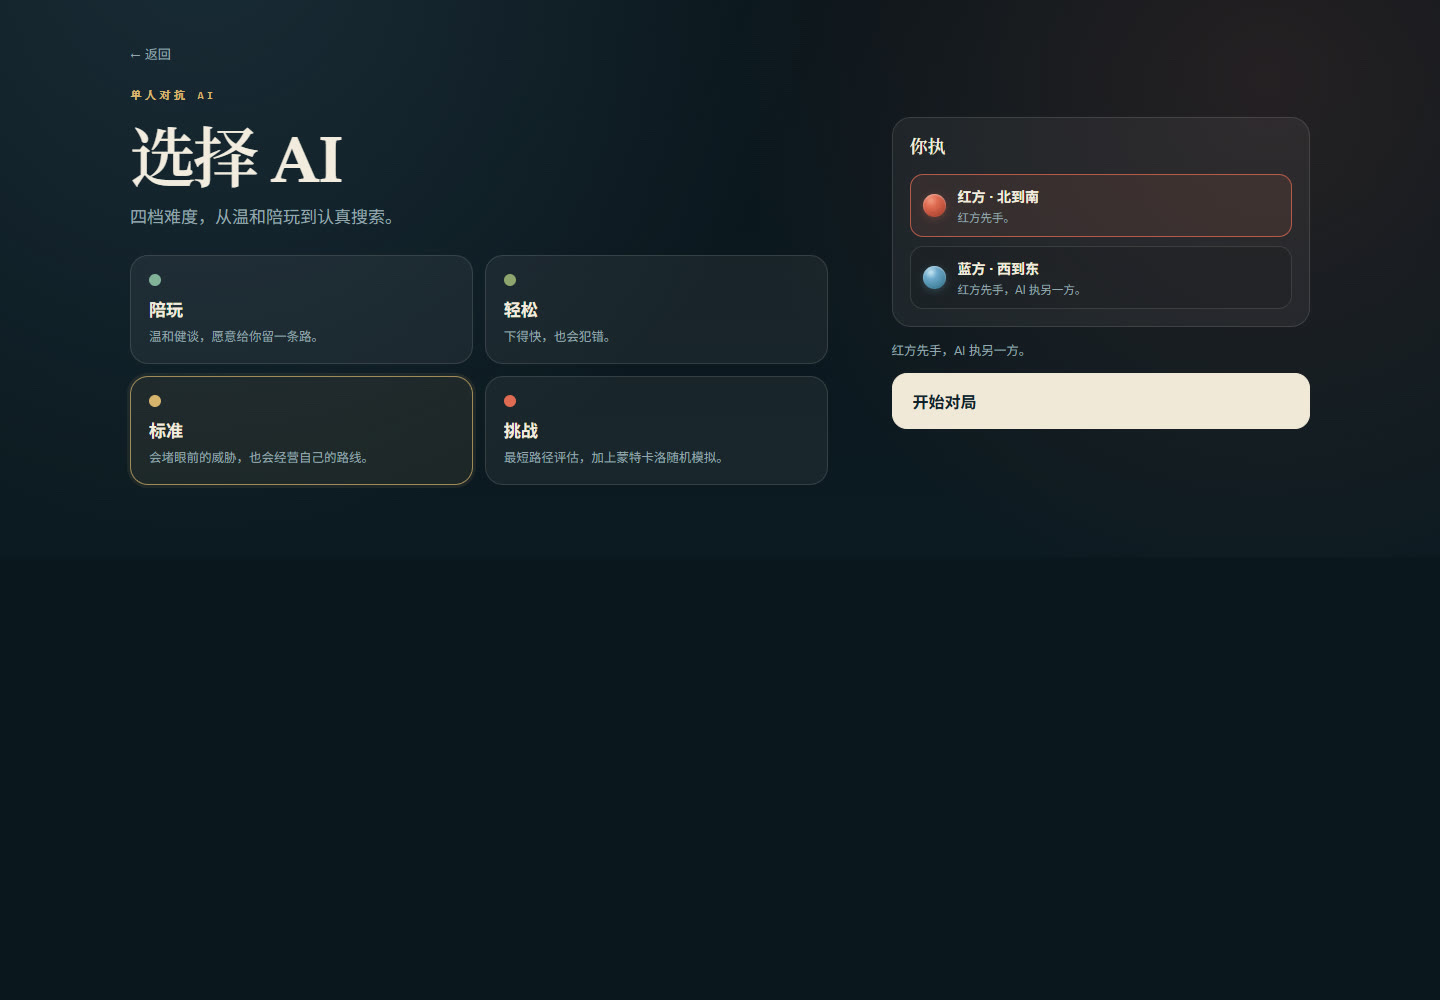 ← 返回
单人对抗 AI
选择 AI
四档难度，从温和陪玩到认真搜索。
陪玩
温和健谈，愿意给你留一条路。
轻松
下得快，也会犯错。
标准
会堵眼前的威胁，也会经营自己的路线。
挑战
最短路径评估，加上蒙特卡洛随机模拟。
你执
红方 · 北到南
红方先手。
蓝方 · 西到东
红方先手，AI 执另一方。
红方先手，AI 执另一方。
开始对局